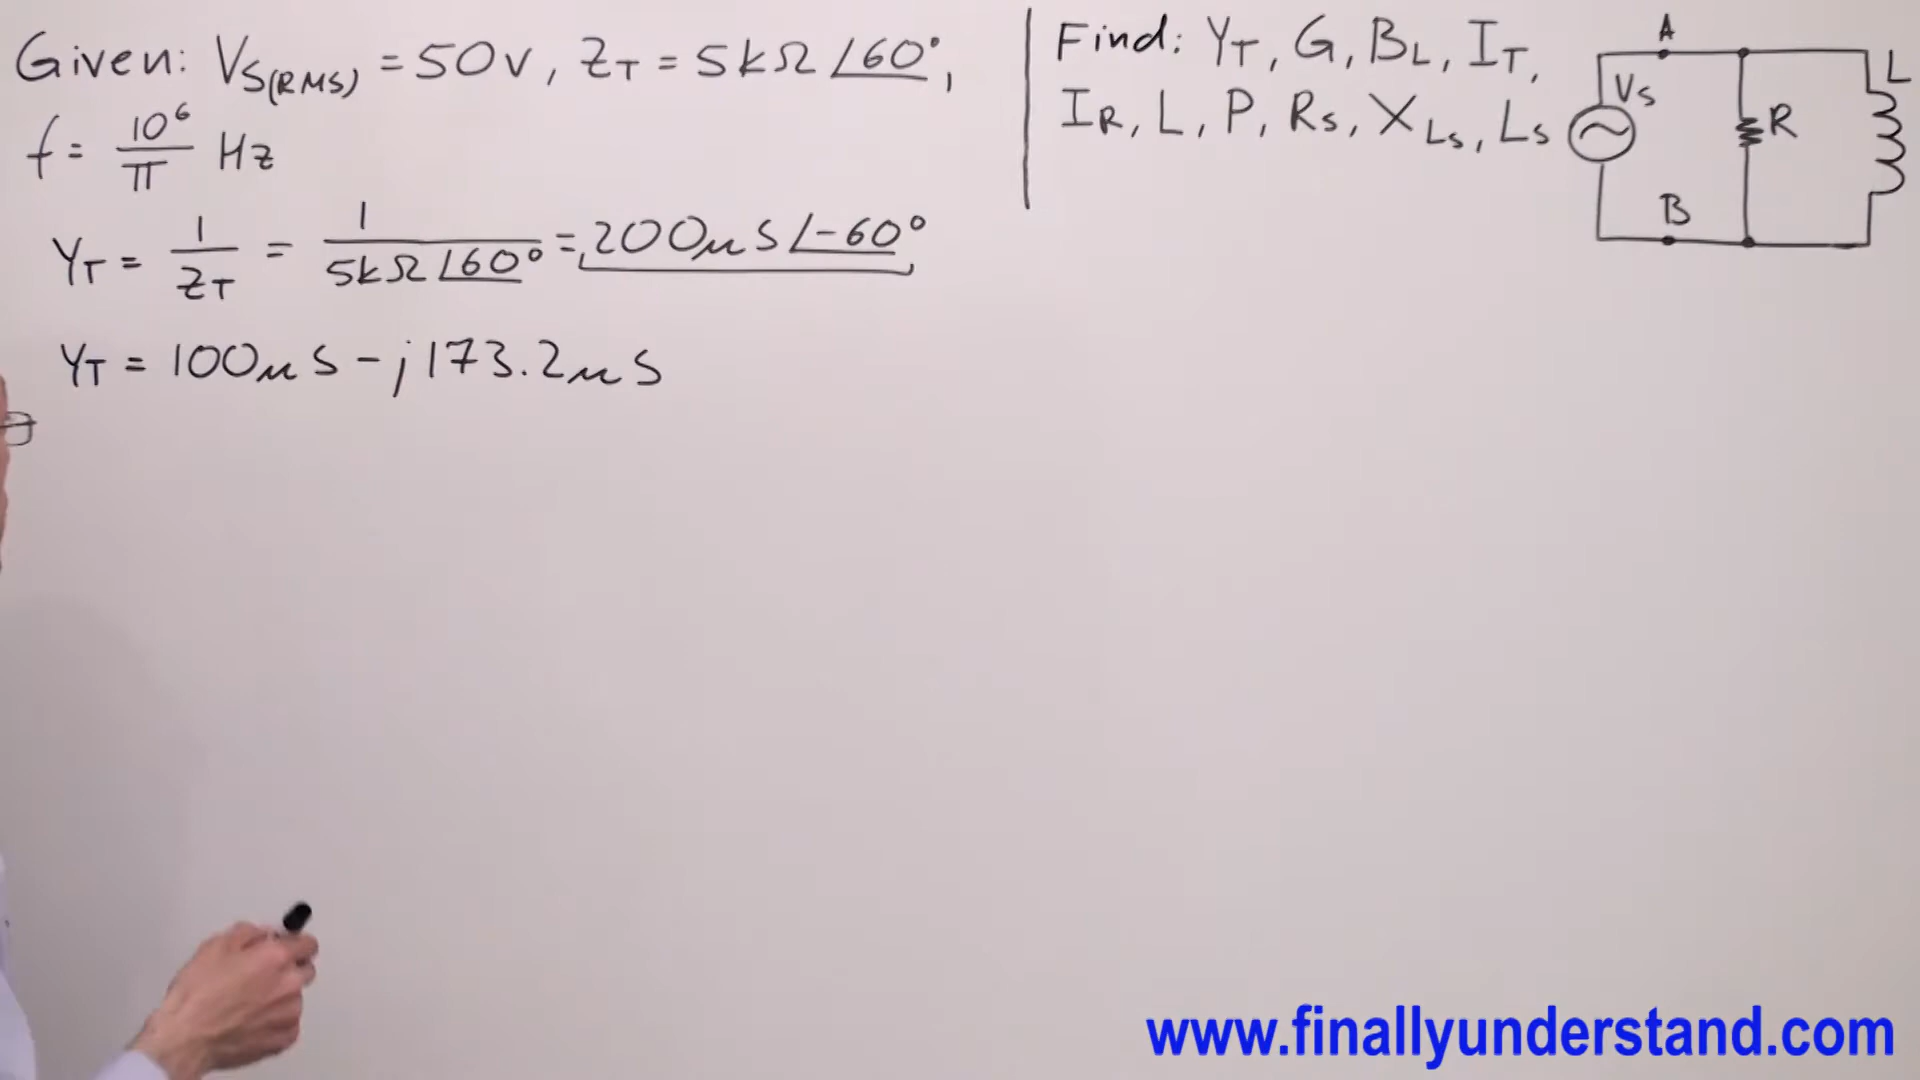 Given: VS(RMS) = 50V, ZT = 5kΩ ∠60°,
f = 10⁶/π Hz
YT = 1/ZT = 1/5kΩ ∠60° = 200μS ∠-60°
YT = 100μS - j173.2μS
Find: YT, G, BL, IT,
IR, L, P, RS, XLS, LS
A
VS
R
L
B
www.finallyunderstand.com